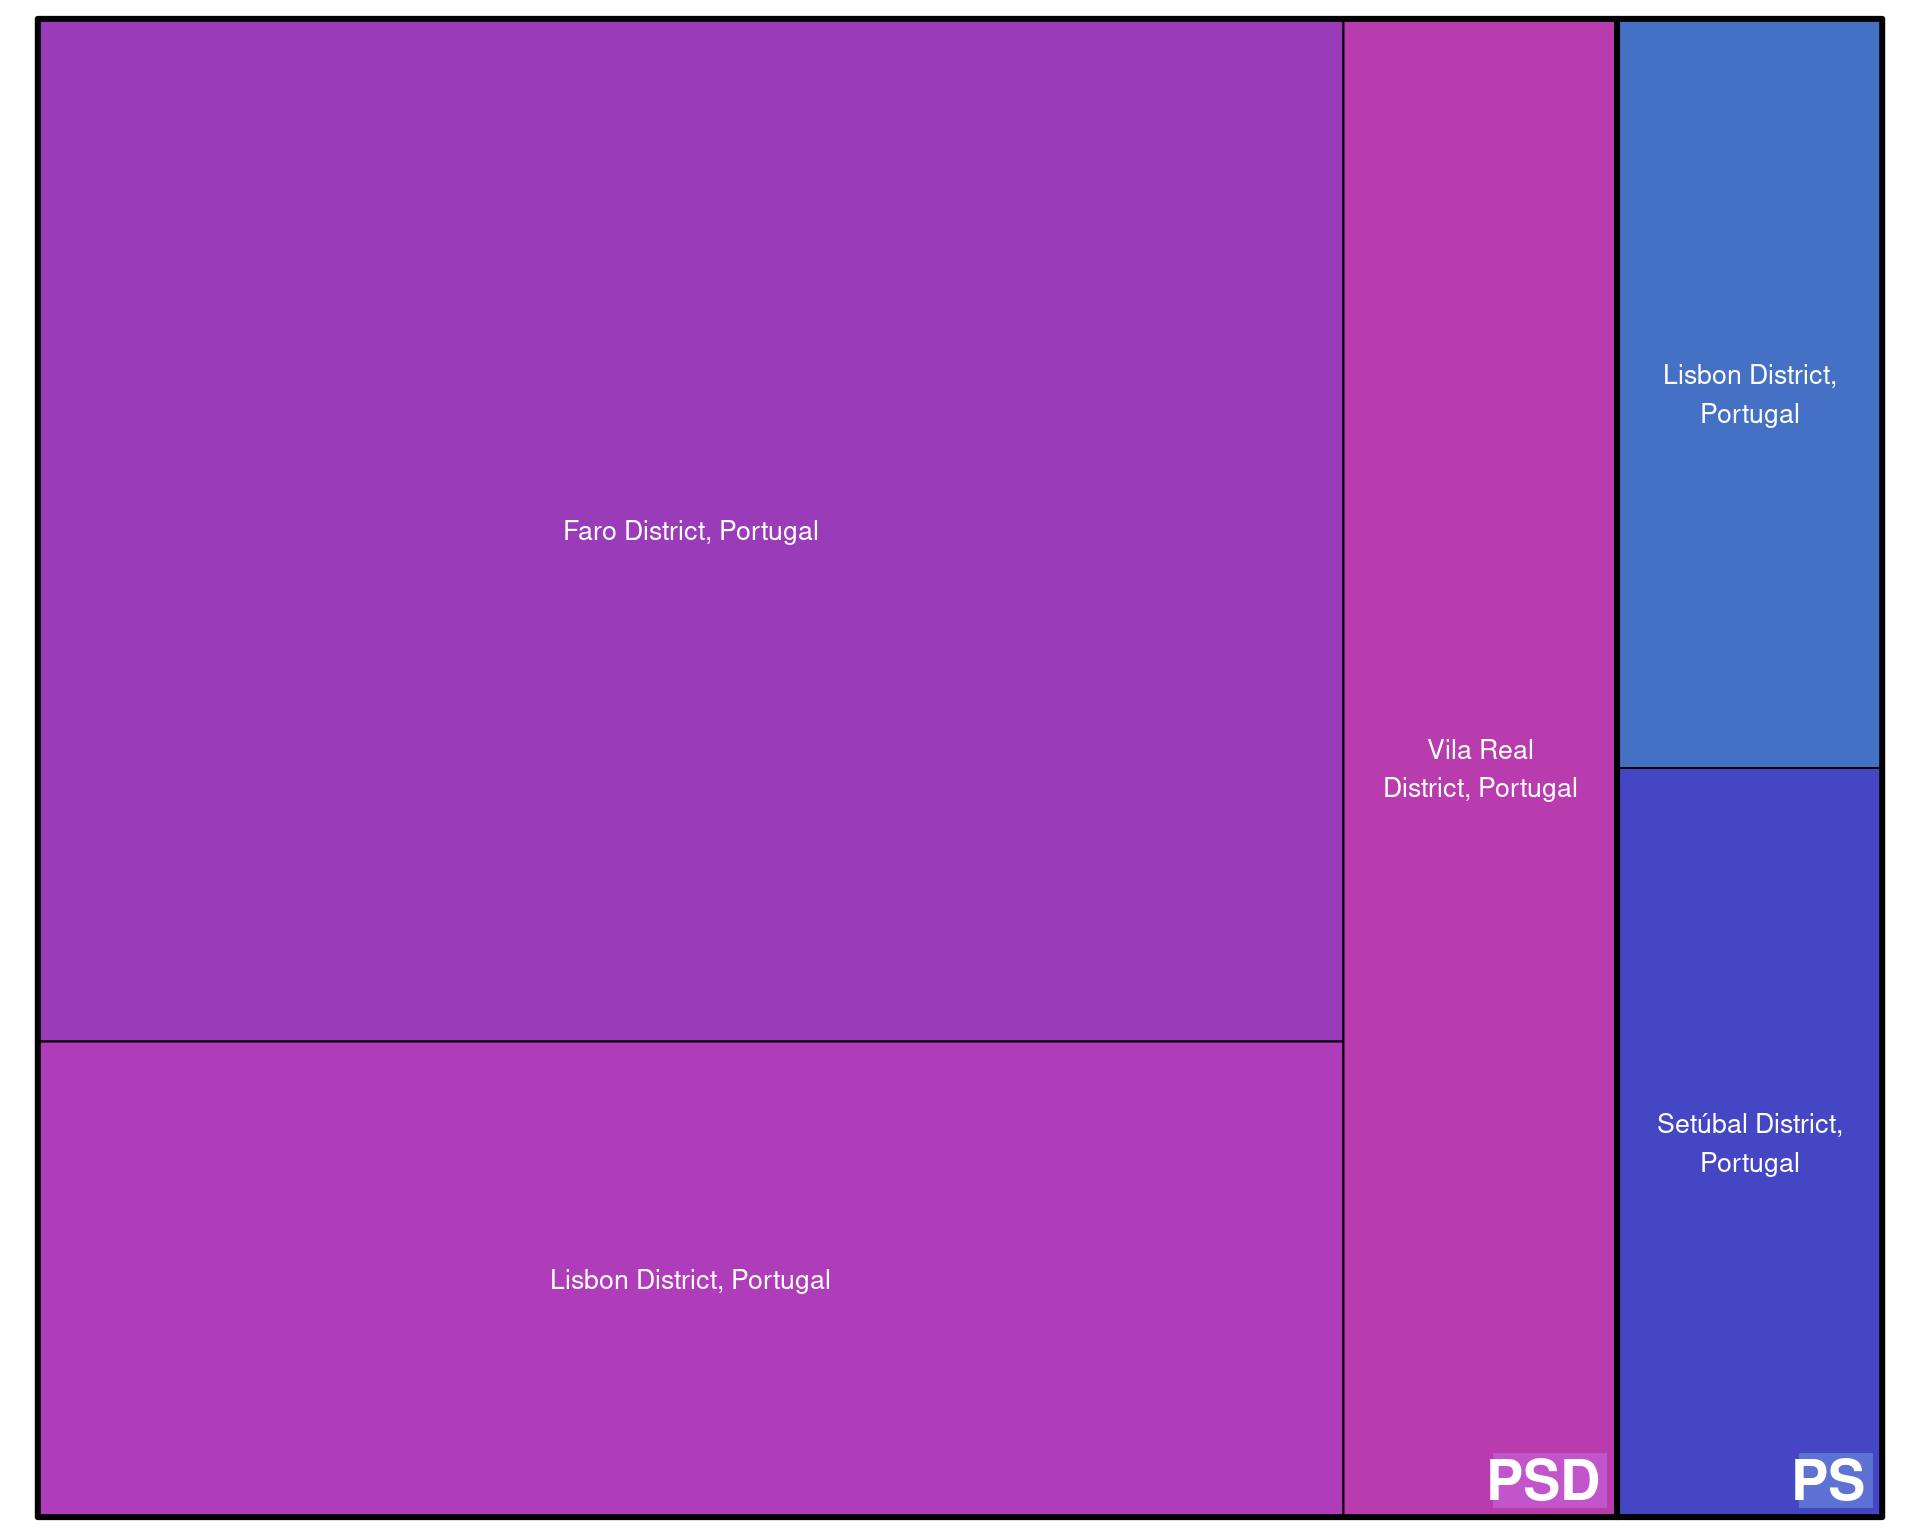 Faro District, Portugal
Lisbon District, Portugal
Vila Real
District, Portugal
PSD
Lisbon District,
Portugal
Setúbal District,
Portugal
PS